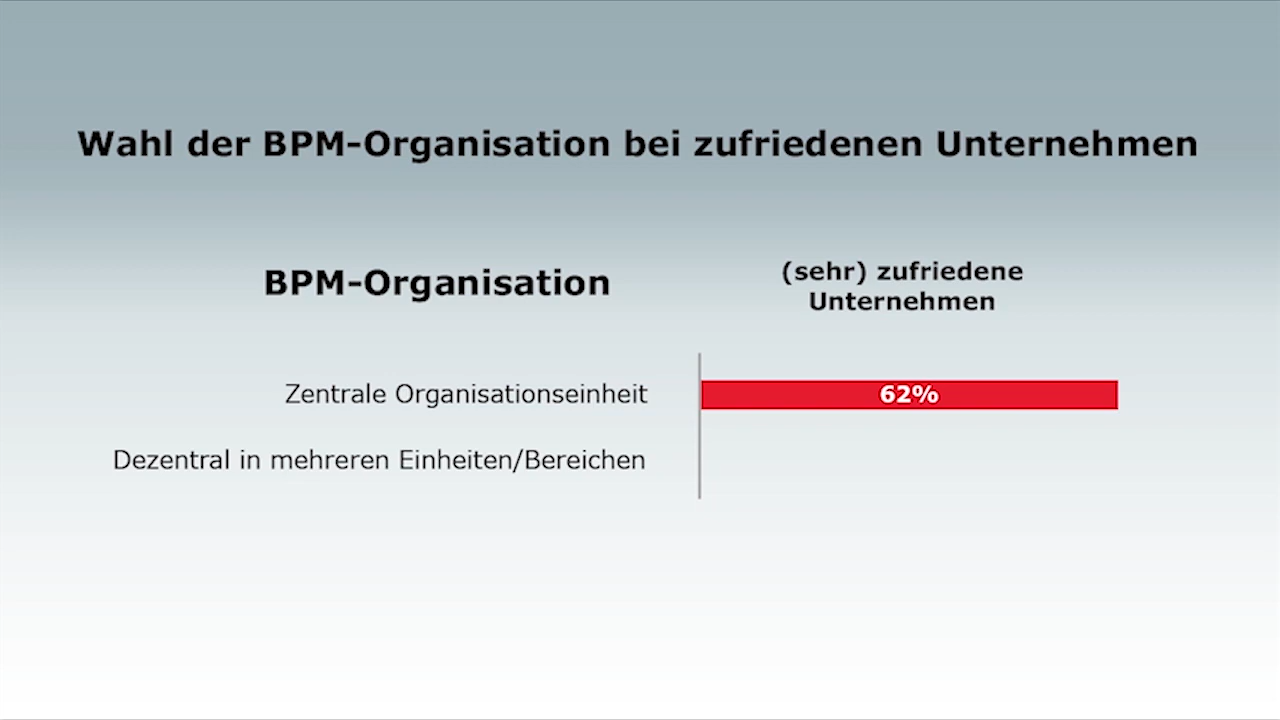 Wahl der BPM-Organisation bei zufriedenen Unternehmen
BPM-Organisation
(sehr) zufriedene
Unternehmen
Zentrale Organisationseinheit
62%
Dezentral in mehreren Einheiten/Bereichen